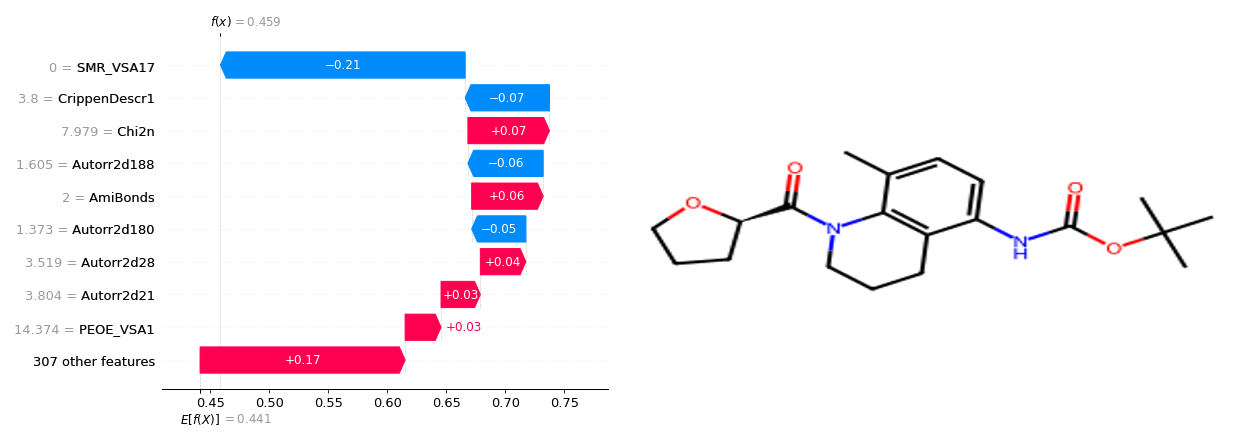 f(x) = 0.459
0 = SMR_VSA17
−0.21
3.8 = CrippenDescr1
−0.07
7.979 = Chi2n
+0.07
1.605 = Autorr2d188
−0.06
2 = AmiBonds
+0.06
1.373 = Autorr2d180
−0.05
3.519 = Autorr2d28
+0.04
3.804 = Autorr2d21
+0.03
14.374 = PEOE_VSA1
+0.03
307 other features
+0.17
0.45 0.50 0.55 0.60 0.65 0.70 0.75
E[f(X)] = 0.441
O
O
N
N
H
O
O